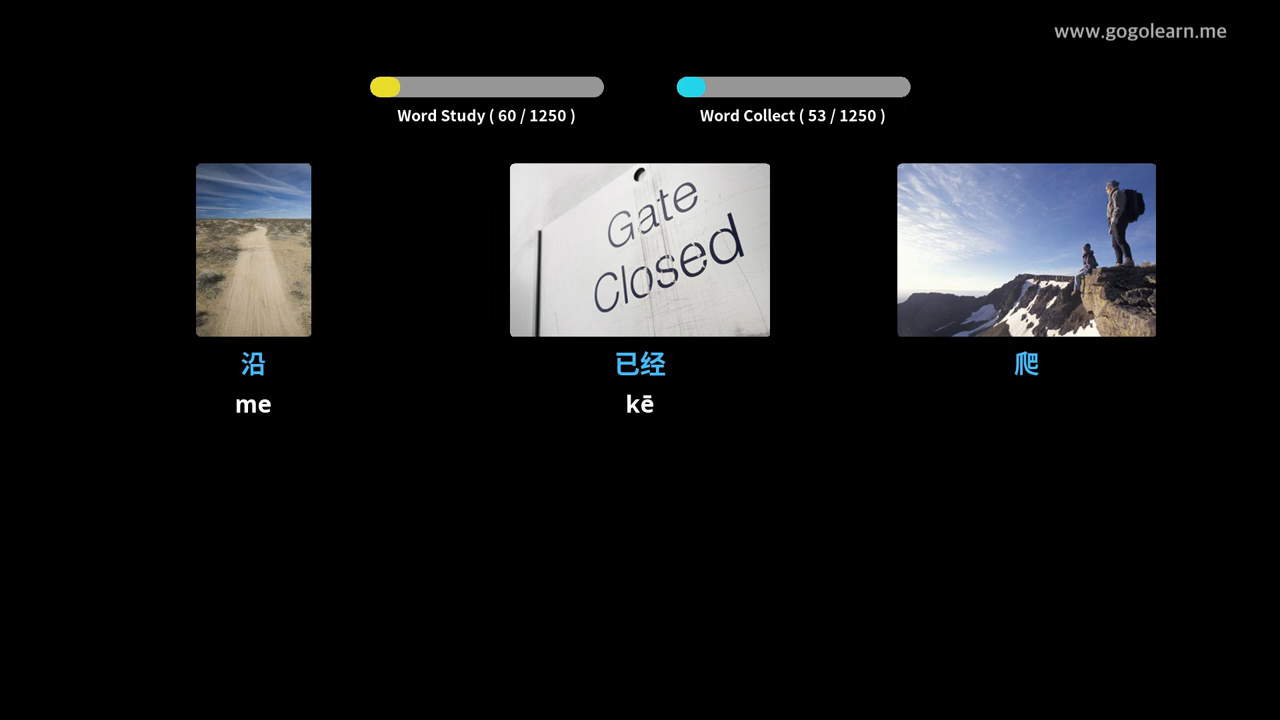 www.gogolearn.me
Word Study ( 60 / 1250 )
Word Collect ( 53 / 1250 )
Gate
Closed
沿
已经
爬
me
kē